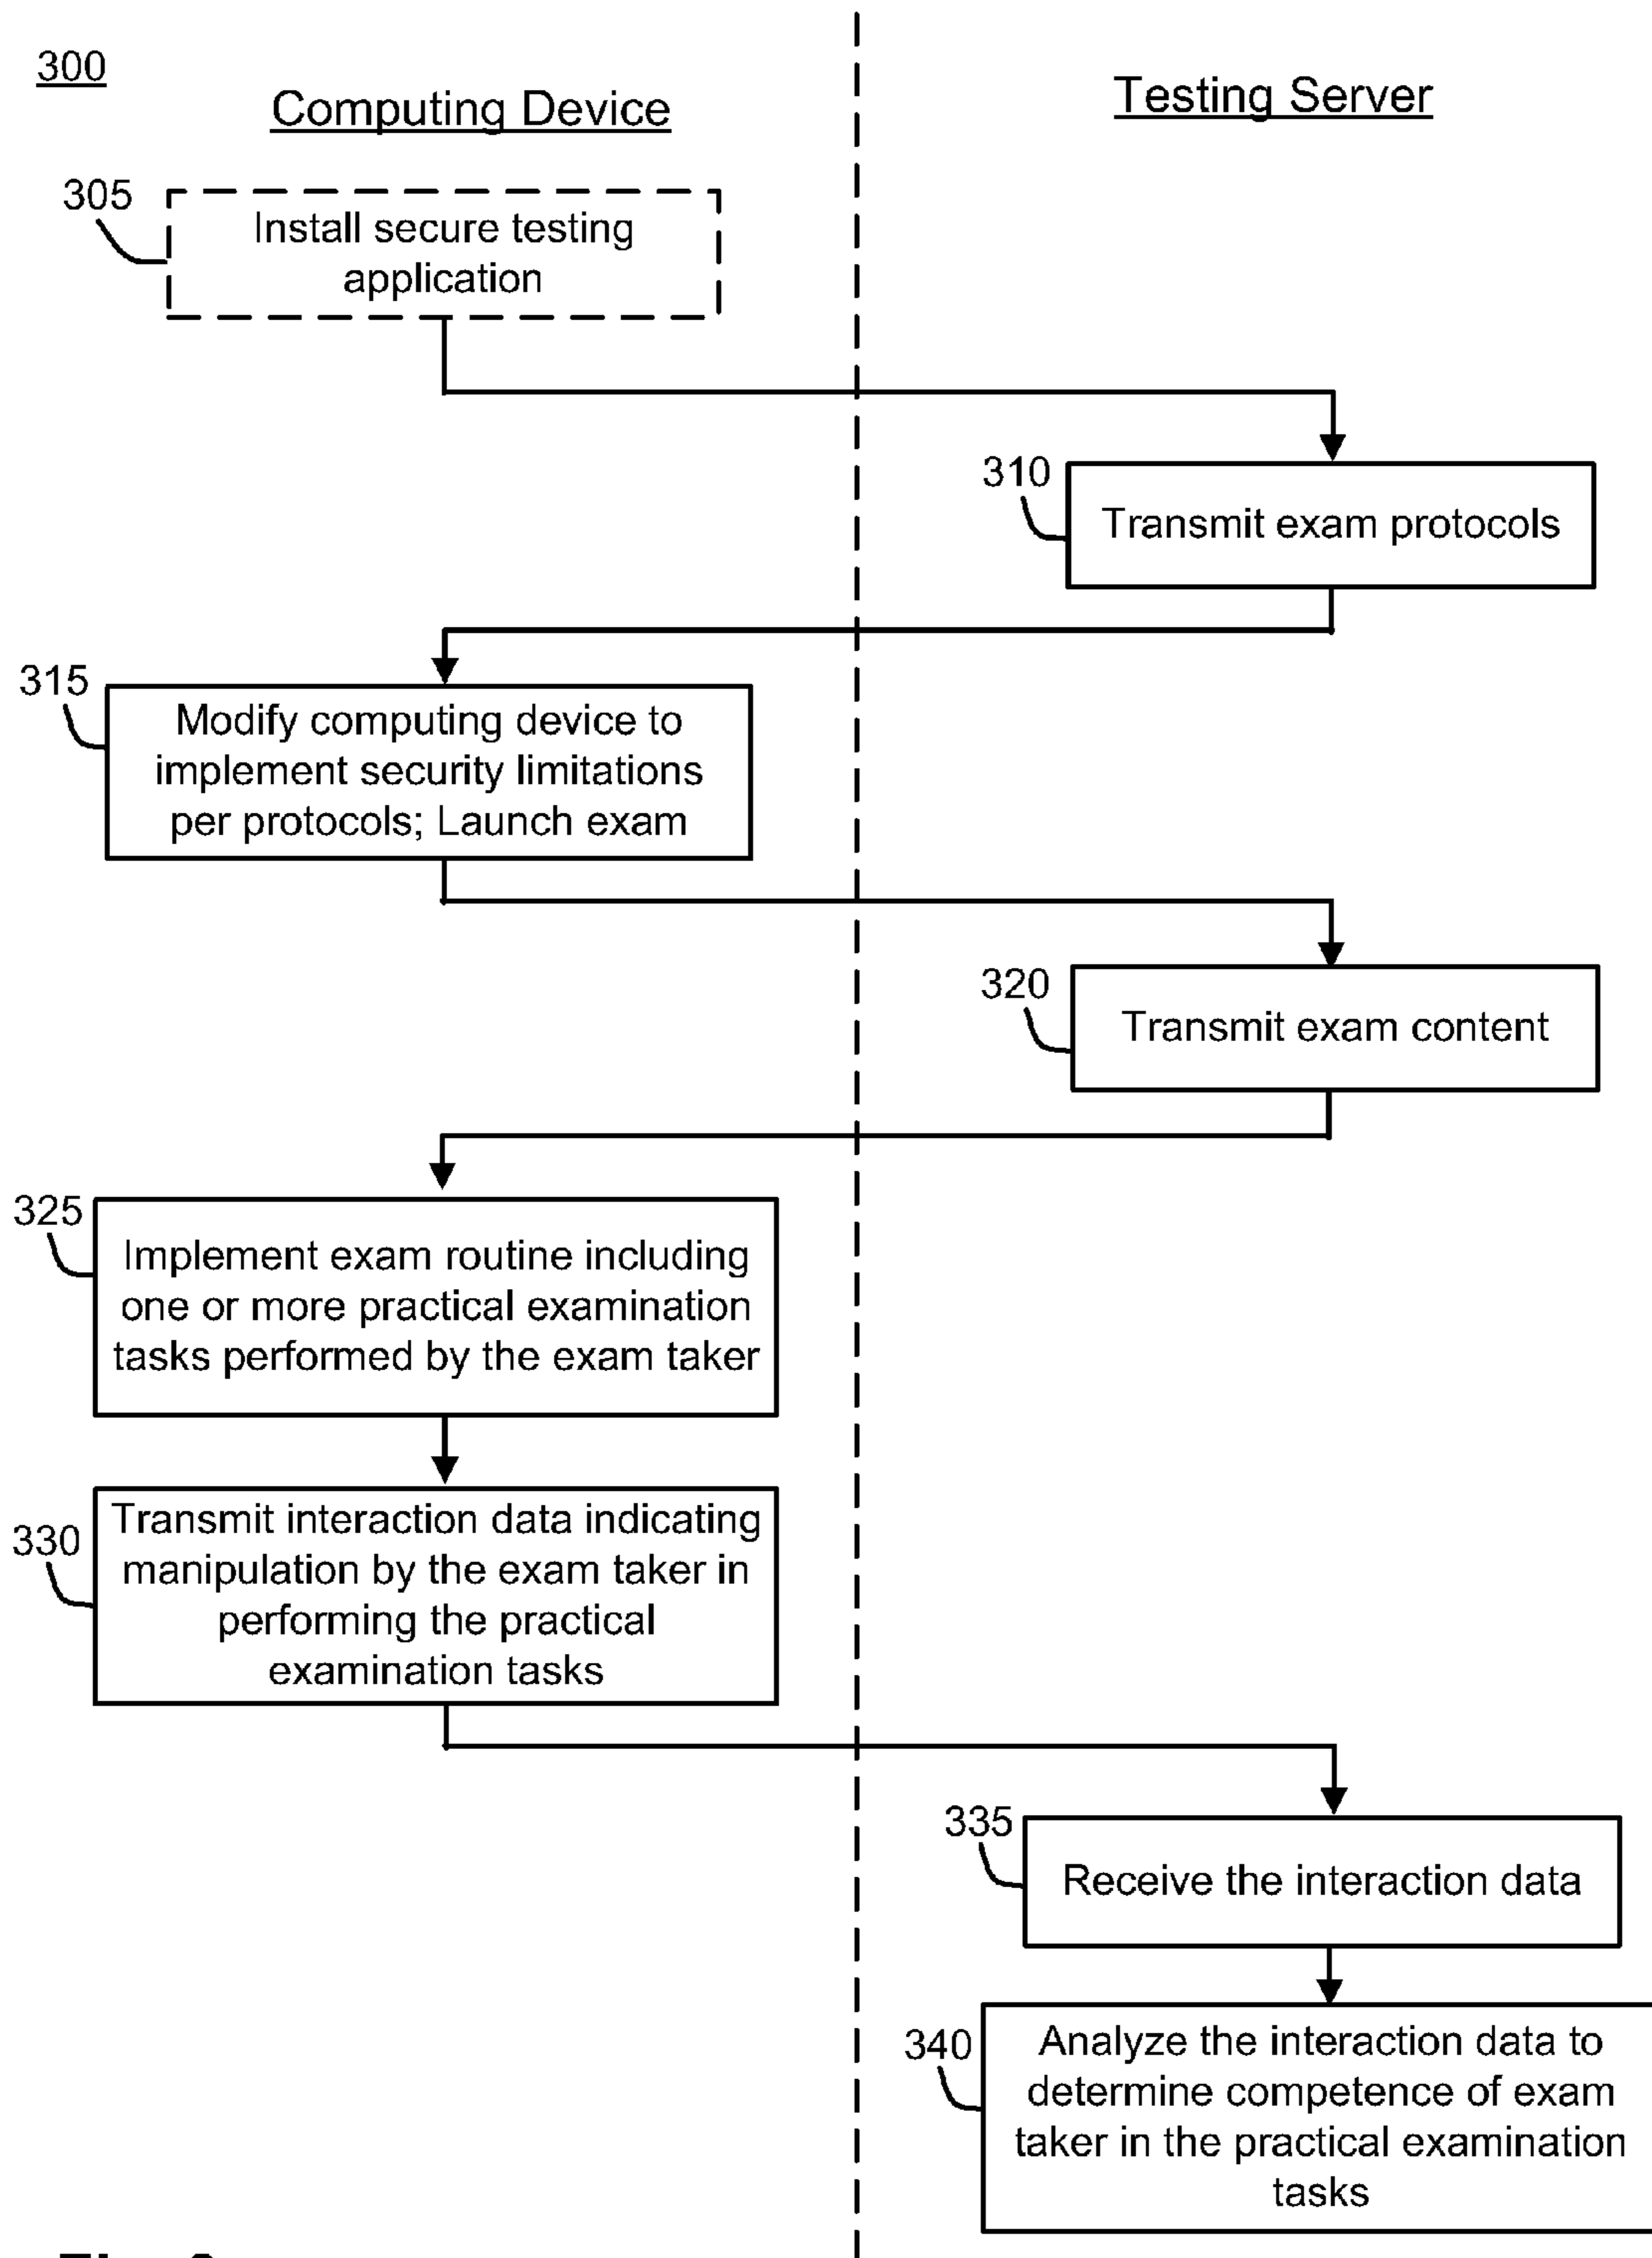 300
Computing Device
Testing Server
305
Install secure testing
application
310
Transmit exam protocols
315
Modify computing device to
implement security limitations
per protocols; Launch exam
320
Transmit exam content
325
Implement exam routine including
one or more practical examination
tasks performed by the exam taker
330
Transmit interaction data indicating
manipulation by the exam taker in
performing the practical
examination tasks
335
Receive the interaction data
340
Analyze the interaction data to
determine competence of exam
taker in the practical examination
tasks